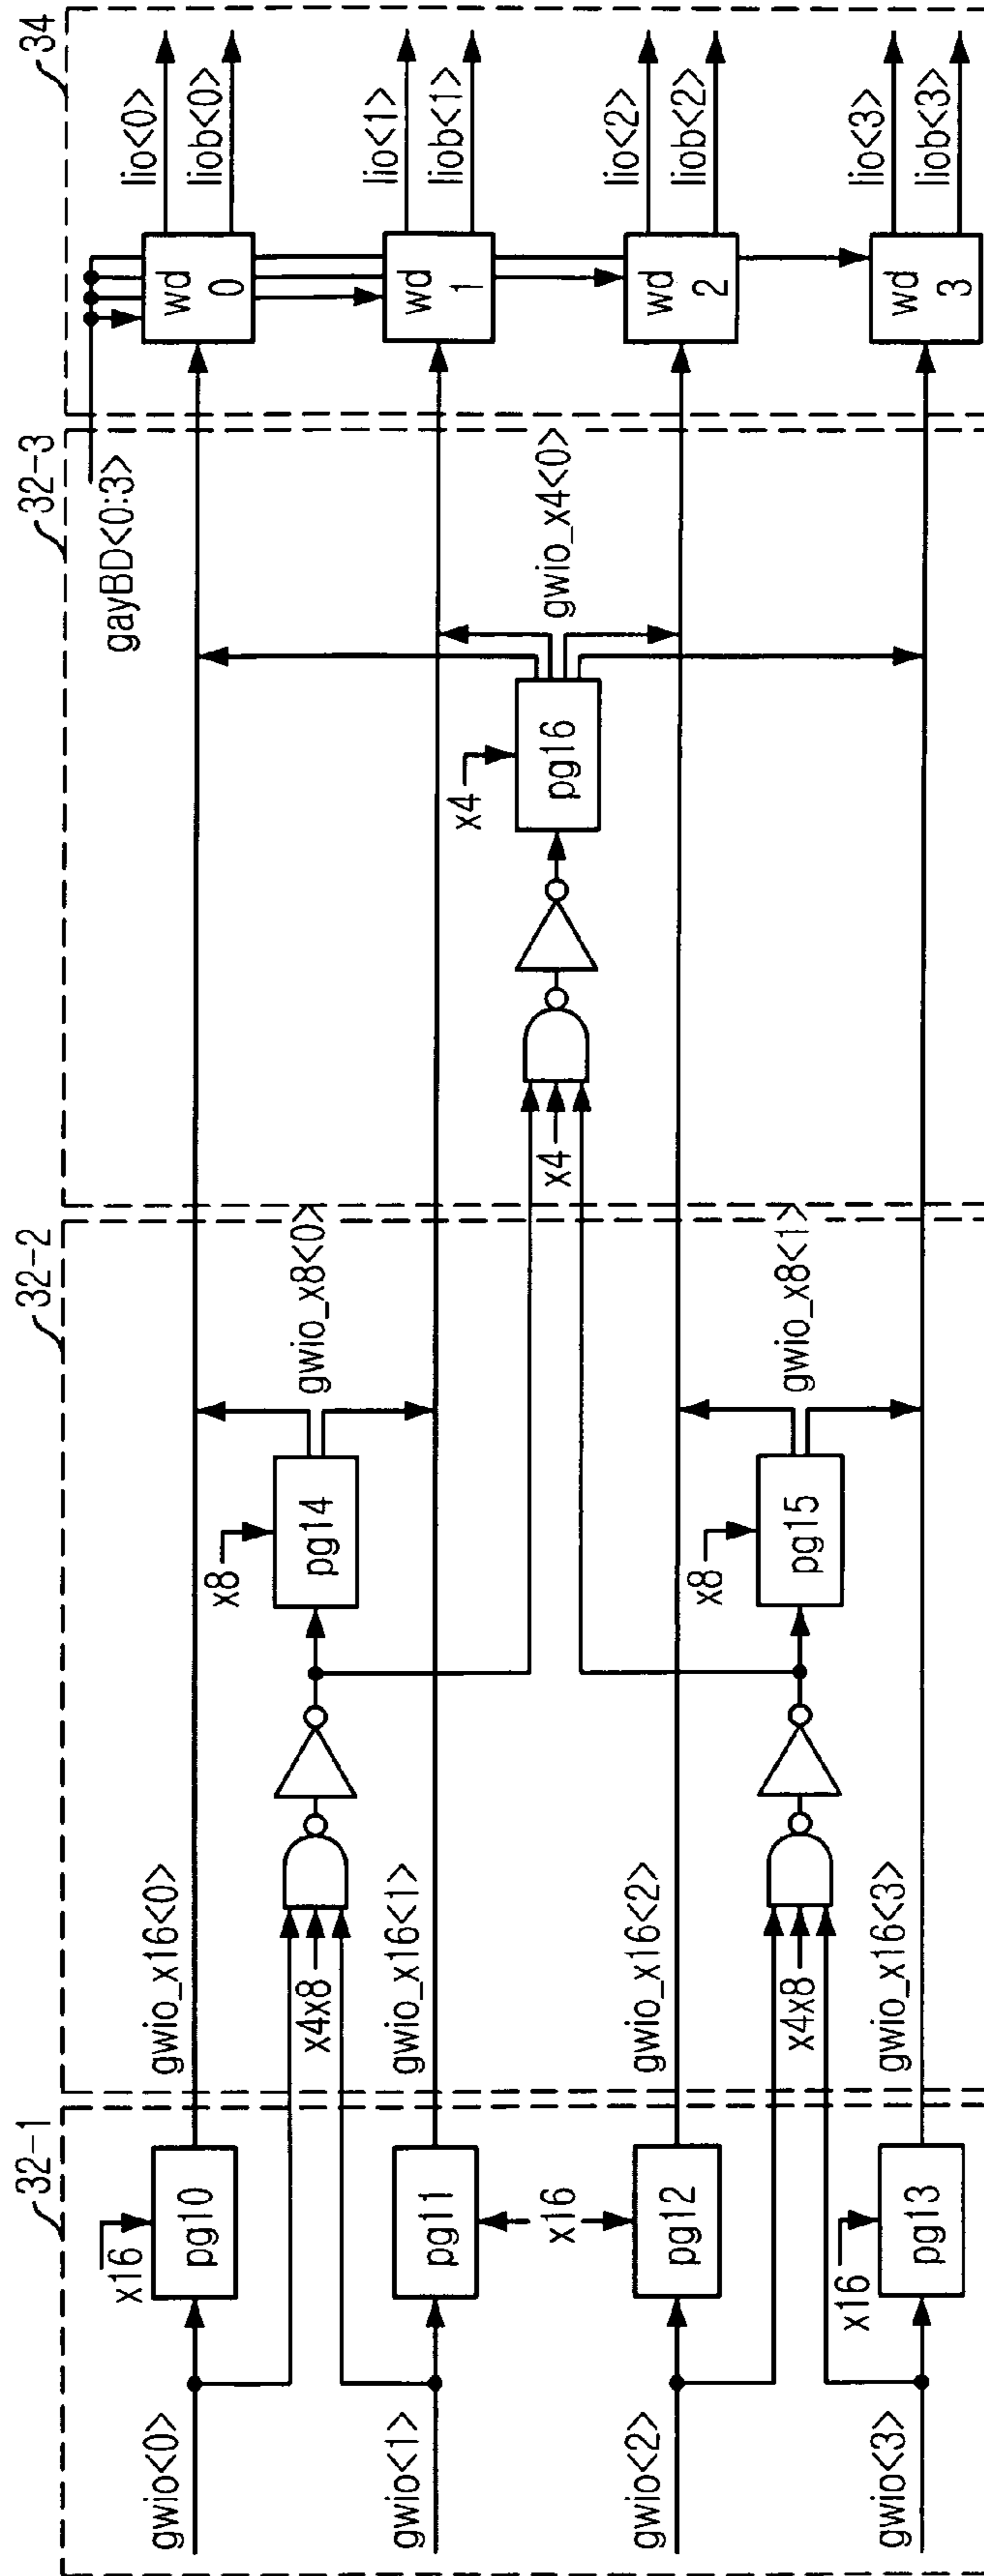 32-1
32-2
32-3
34
gwio<0>
x16
pg10
gwio_x16<0>
x4x8
x8
pg14
gwio_x8<0>
gayBD<0:3>
wd
0
lio<0>
liob<0>
gwio<1>
pg11
gwio_x16<1>
x4
x4
pg16
gwio_x4<0>
wd
1
lio<1>
liob<1>
x16
gwio<2>
pg12
gwio_x16<2>
x4x8
x8
pg15
gwio_x8<1>
wd
2
lio<2>
liob<2>
gwio<3>
x16
pg13
gwio_x16<3>
wd
3
lio<3>
liob<3>